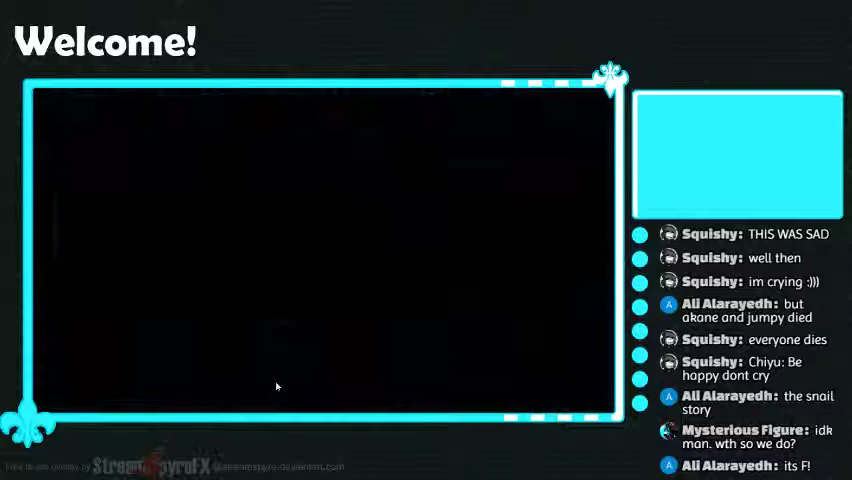 Welcome!
Squishy: THIS WAS SAD
Squishy: well then
Squishy: im crying :)))
A Ali Alarayedh: but
akane and jumpy died
Squishy: everyone dies
Squishy: Chiyu: Be
happy dont cry
A Ali Alarayedh: the snail
story
Mysterious Figure: idk
man. wth so we do?
A Ali Alarayedh: its F!